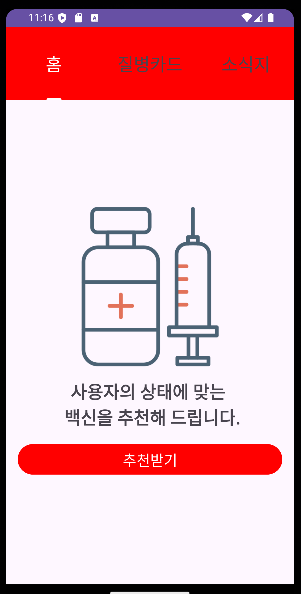 11:16
홈 질병카드 소식지
사용자의 상태에 맞는
백신을 추천해 드립니다.
추천받기